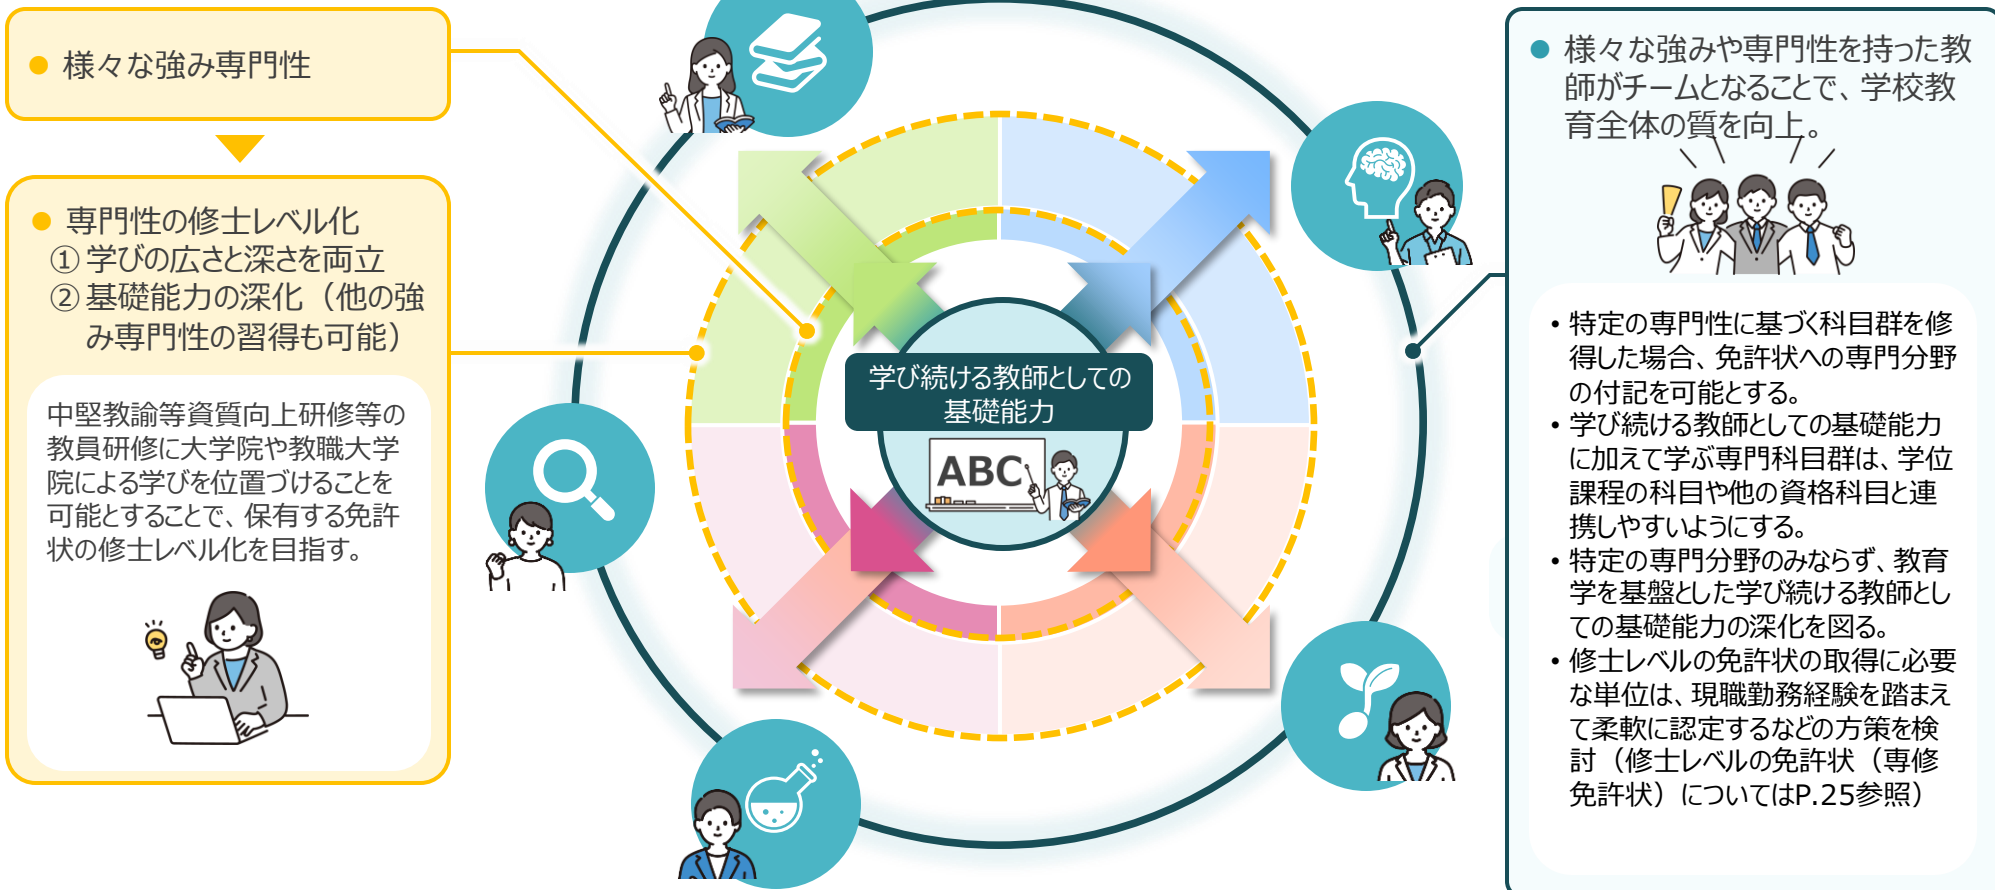 ● 様々な強み専門性
● 専門性の修士レベル化
① 学びの広さと深さを両立
② 基礎能力の深化（他の強
み専門性の習得も可能）
中堅教諭等資質向上研修等の
教員研修に大学院や教職大学
院による学びを位置づけることを
可能とすることで、保有する免許
状の修士レベル化を目指す。
学び続ける教師としての
基礎能力
ABC
● 様々な強みや専門性を持った教
師がチームとなることで、学校教
育全体の質を向上。
• 特定の専門性に基づく科目群を修
得した場合、免許状への専門分野
の付記を可能とする。
• 学び続ける教師としての基礎能力
に加えて学ぶ専門科目群は、学位
課程の科目や他の資格科目と連
携しやすいようにする。
• 特定の専門分野のみならず、教育
学を基盤とした学び続ける教師とし
ての基礎能力の深化を図る。
• 修士レベルの免許状の取得に必要
な単位は、現職勤務経験を踏まえ
て柔軟に認定するなどの方策を検
討（修士レベルの免許状（専修
免許状）についてはP.25参照）